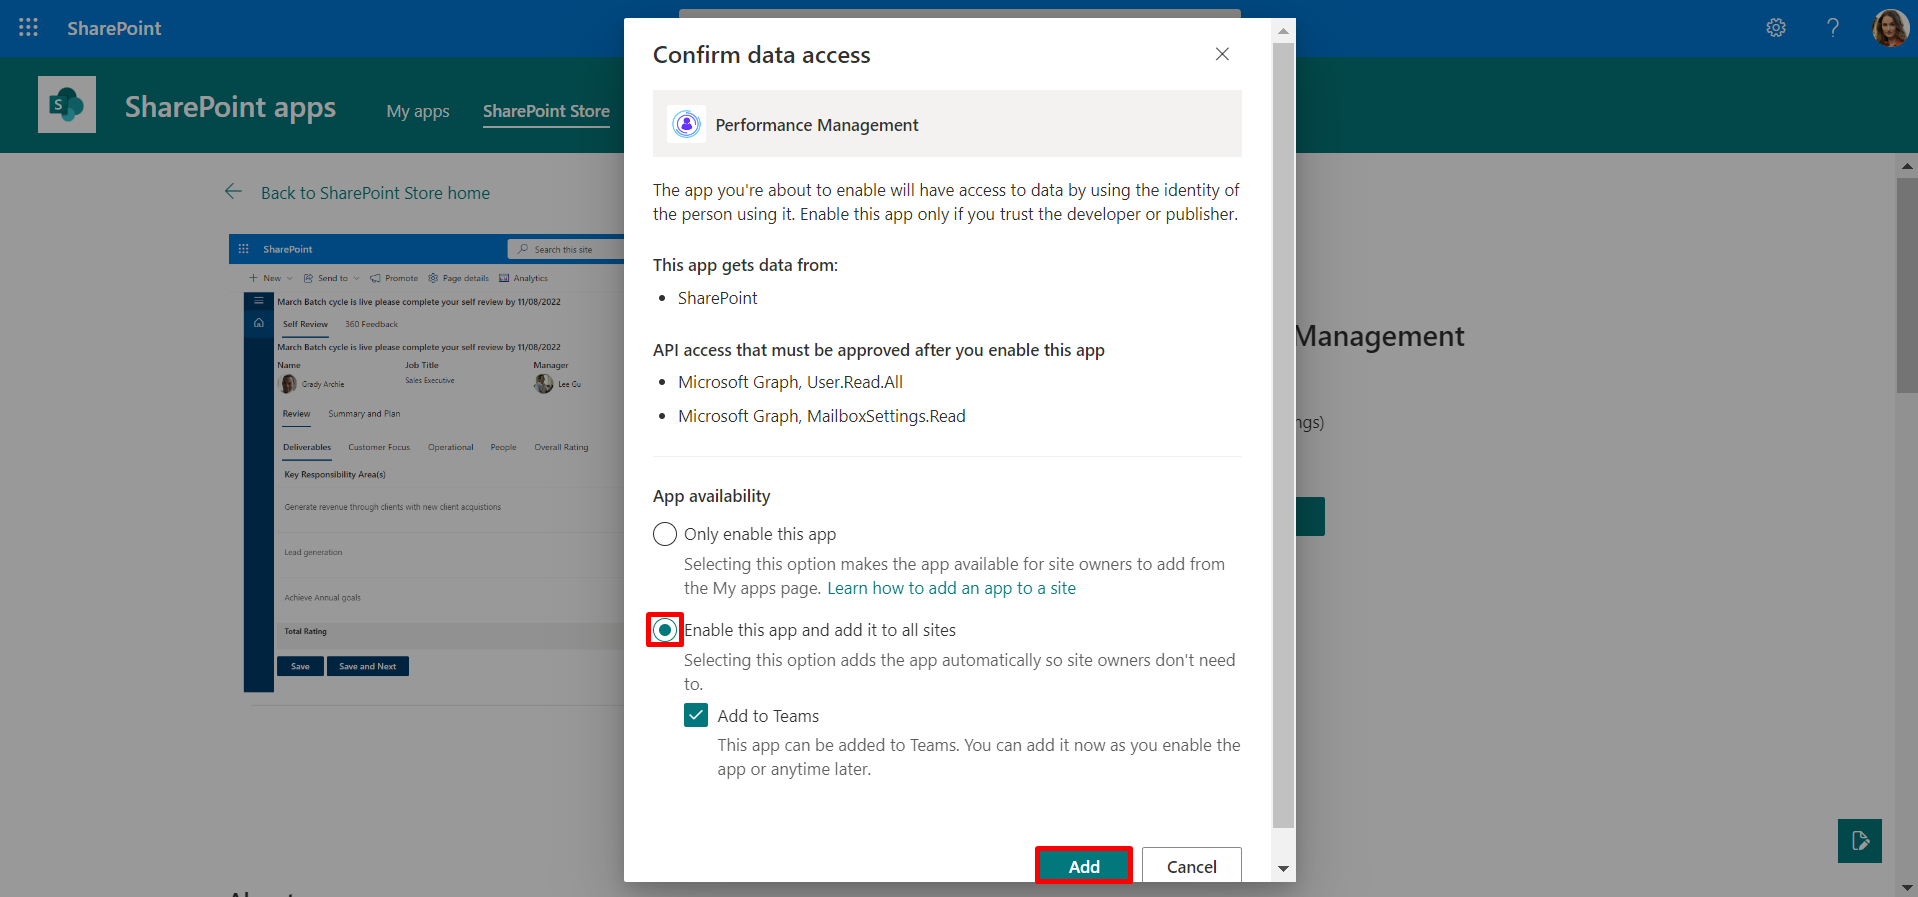 SharePoint
SharePoint apps
My apps
SharePoint Store
Back to SharePoint Store home
SharePoint
Search this site
New
Send to
Promote
Page details
Analytics
March Batch cycle is live please complete your self review by 11/08/2022
Self Review
360 Feedback
March Batch cycle is live please complete your self review by 11/08/2022
Name
Job Title
Manager
Grady Archie
Sales Executive
Lee Gu
Review
Summary and Plan
Deliverables
Customer Focus
Operational
People
Overall Rating
Key Responsibility Area(s)
Generate revenue through clients with new client acquistions
Lead generation
Achieve Annual goals
Total Rating
Save
Save and Next
Confirm data access
Performance Management
The app you're about to enable will have access to data by using the identity of
the person using it. Enable this app only if you trust the developer or publisher.
This app gets data from:
• SharePoint
API access that must be approved after you enable this app
• Microsoft Graph, User.Read.All
• Microsoft Graph, MailboxSettings.Read
App availability
Only enable this app
Selecting this option makes the app available for site owners to add from
the My apps page. Learn how to add an app to a site
Enable this app and add it to all sites
Selecting this option adds the app automatically so site owners don't need
to.
Add to Teams
This app can be added to Teams. You can add it now as you enable the
app or anytime later.
Add
Cancel
Management
ngs)